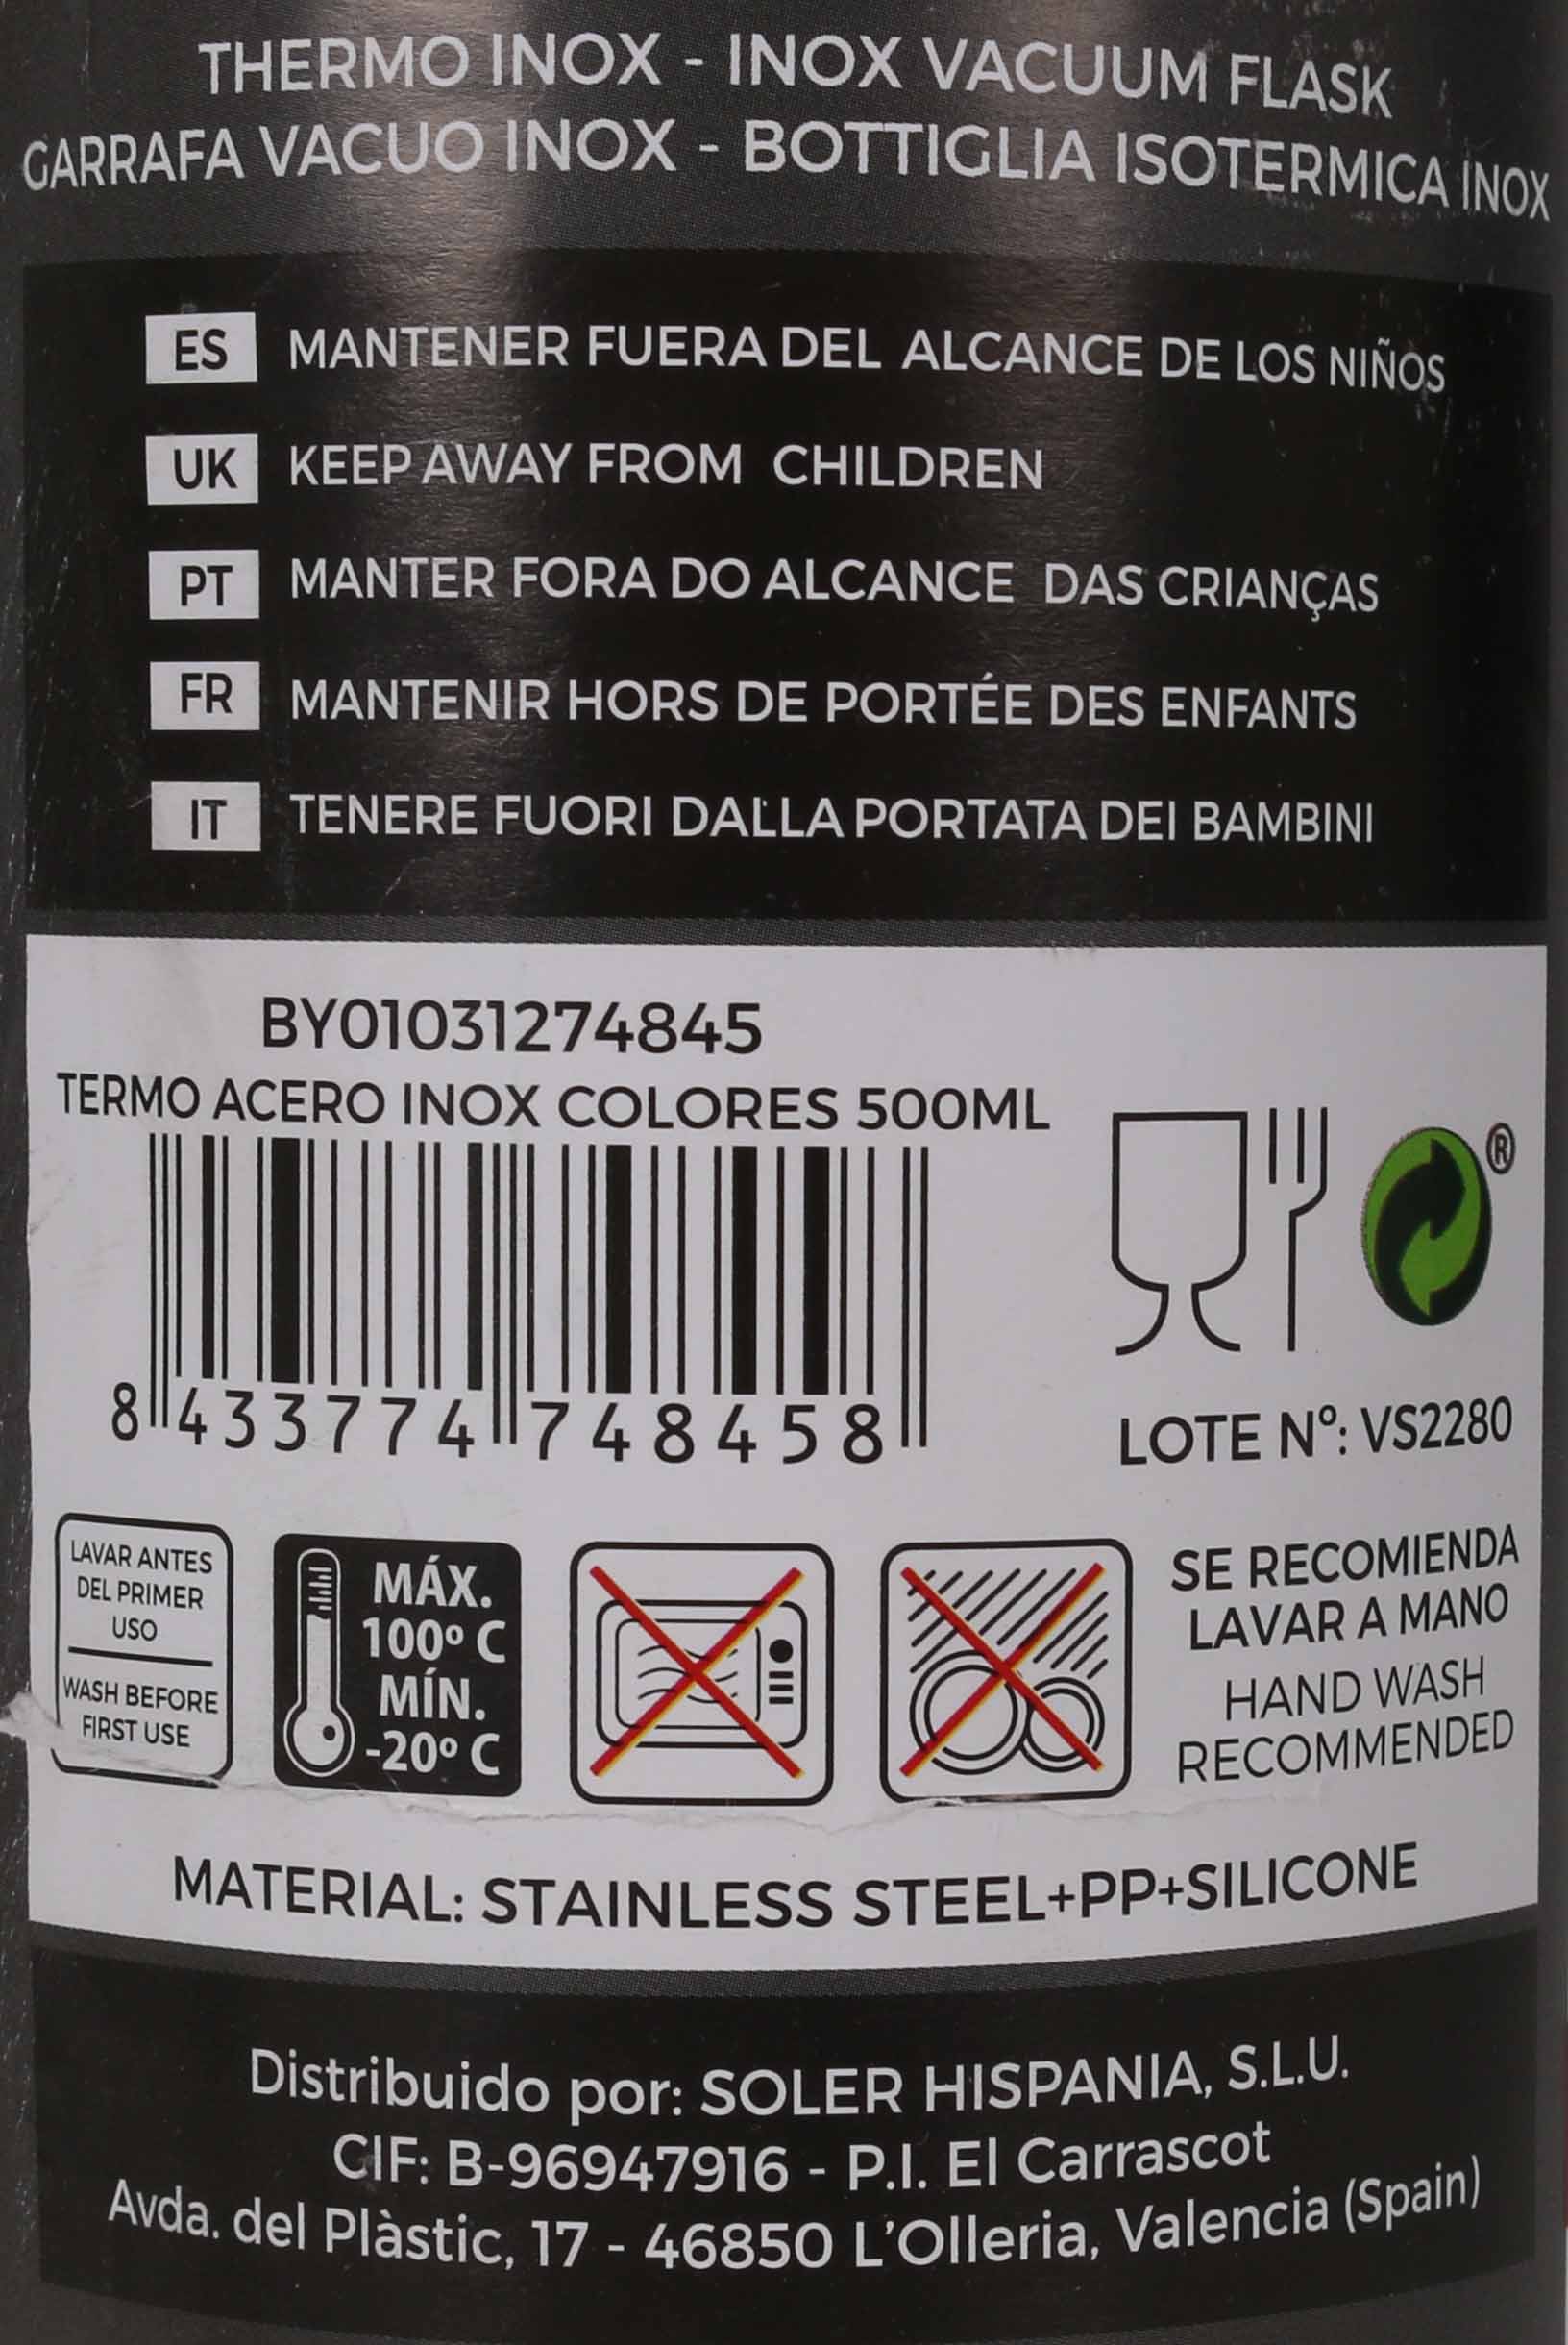 THERMO INOX - INOX VACUUM FLASK
GARRAFA VACUO INOX - BOTTIGLIA ISOTERMICA INOX
ES MANTENER FUERA DEL ALCANCE DE LOS NIÑOS
UK KEEP AWAY FROM CHILDREN
PT MANTER FORA DO ALCANCE DAS CRIANÇAS
FR MANTENIR HORS DE PORTÉE DES ENFANTS
IT TENERE FUORI DALLA PORTATA DEI BAMBINI
BY01031274845
TERMO ACERO INOX COLORES 500ML
®
8 433774 748458
LOTE Nº: VS2280
LAVAR ANTES
DEL PRIMER
USO
WASH BEFORE
FIRST USE
MÁX.
100º C
MÍN.
-20º C
SE RECOMIENDA
LAVAR A MANO
HAND WASH
RECOMMENDED
MATERIAL: STAINLESS STEEL+PP+SILICONE
Distribuido por: SOLER HISPANIA, S.L.U.
CIF: B-96947916 - P.I. El Carrascot
Avda. del Plàstic, 17 - 46850 L'Olleria, Valencia (Spain)